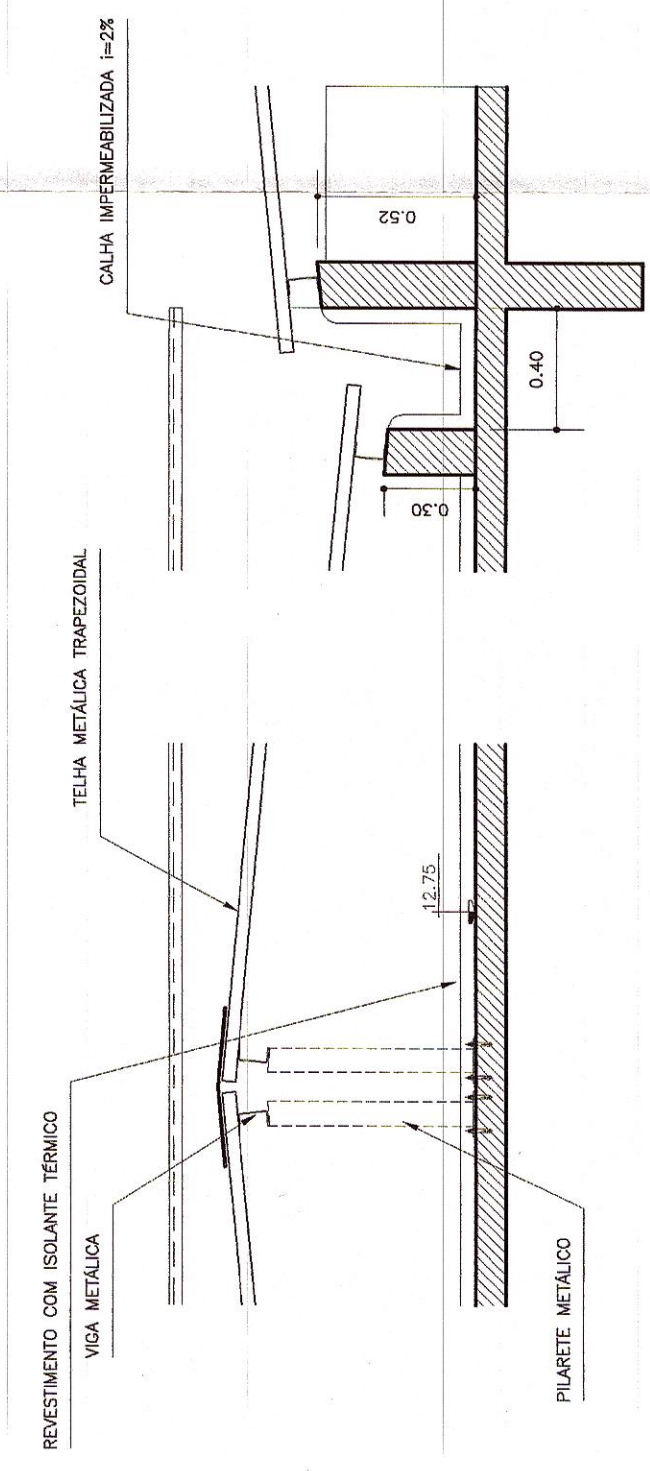 REVESTIMENTO COM ISOLANTE TÉRMICO
VIGA METÁLICA
TELHA METÁLICA TRAPEZOIDAL
CALHA IMPERMEABILIZADA i=2%
12.75
0.30
0.52
0.40
PILARETE METÁLICO